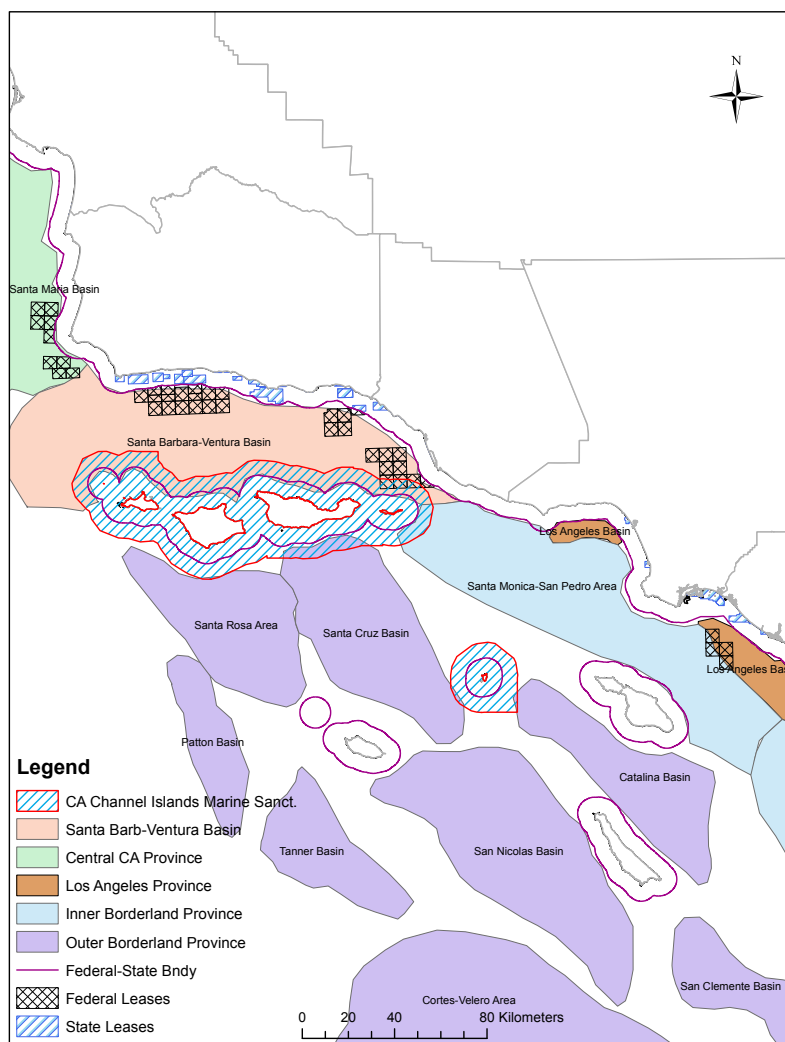 N
Santa Maria Basin
Santa Barbara-Ventura Basin
Los Angeles Basin
Santa Monica-San Pedro Area
Santa Rosa Area
Santa Cruz Basin
Los Angeles Bas
Patton Basin
Catalina Basin
Tanner Basin
San Nicolas Basin
San Clemente Basin
Cortes-Velero Area
Legend
CA Channel Islands Marine Sanct.
Santa Barb-Ventura Basin
Central CA Province
Los Angeles Province
Inner Borderland Province
Outer Borderland Province
Federal-State Bndy
Federal Leases
State Leases
0 20 40 60 80 Kilometers